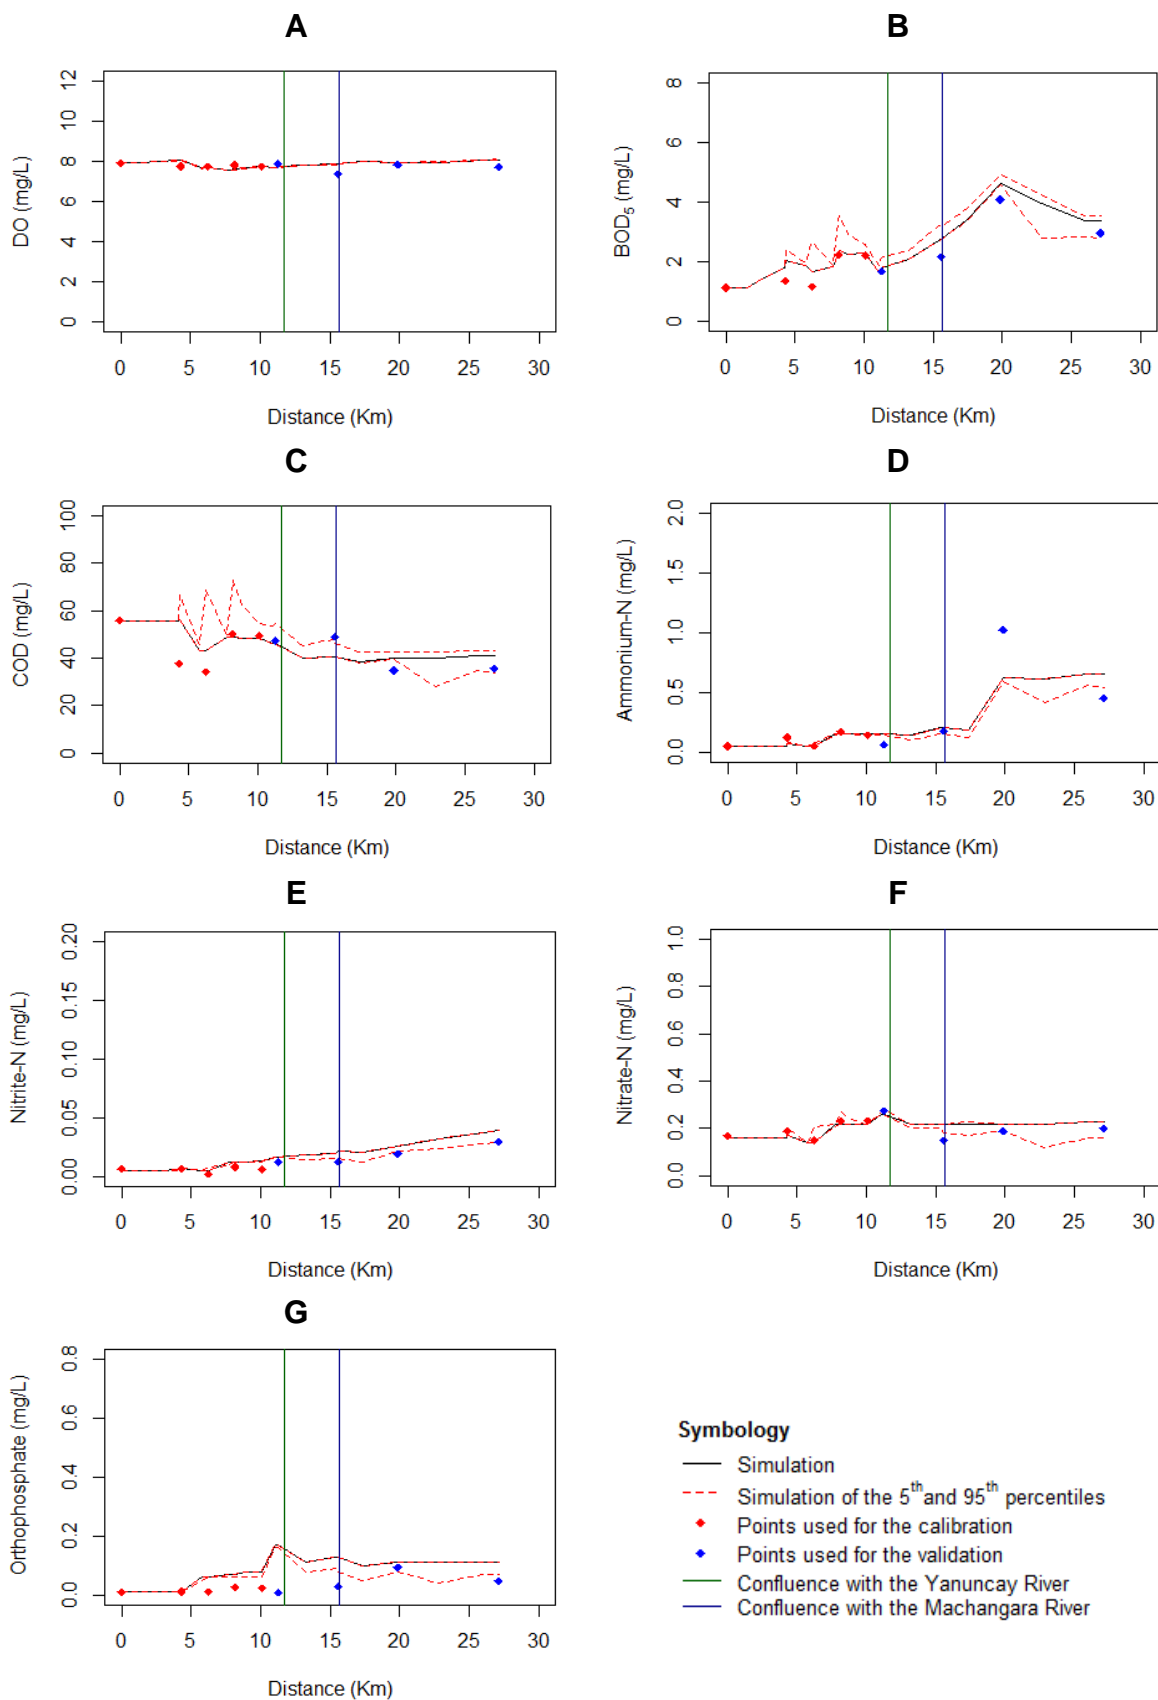 A
B
12
10
8
6
4
2
0
DO (mg/L)
0 5 10 15 20 25 30
Distance (Km)
8
6
4
2
0
BOD5 (mg/L)
0 5 10 15 20 25 30
Distance (Km)
C
D
100
80
60
40
20
0
COD (mg/L)
0 5 10 15 20 25 30
Distance (Km)
2.0
1.5
1.0
0.5
0.0
Ammonium-N (mg/L)
0 5 10 15 20 25 30
Distance (Km)
E
F
0.20
0.15
0.10
0.05
0.00
Nitrite-N (mg/L)
0 5 10 15 20 25 30
Distance (Km)
1.0
0.8
0.6
0.4
0.2
0.0
Nitrate-N (mg/L)
0 5 10 15 20 25 30
Distance (Km)
G
0.8
0.6
0.4
0.2
0.0
Orthophosphate (mg/L)
0 5 10 15 20 25 30
Distance (Km)
Symbology
Simulation
Simulation of the 5th and 95th percentiles
Points used for the calibration
Points used for the validation
Confluence with the Yanuncay River
Confluence with the Machangara River